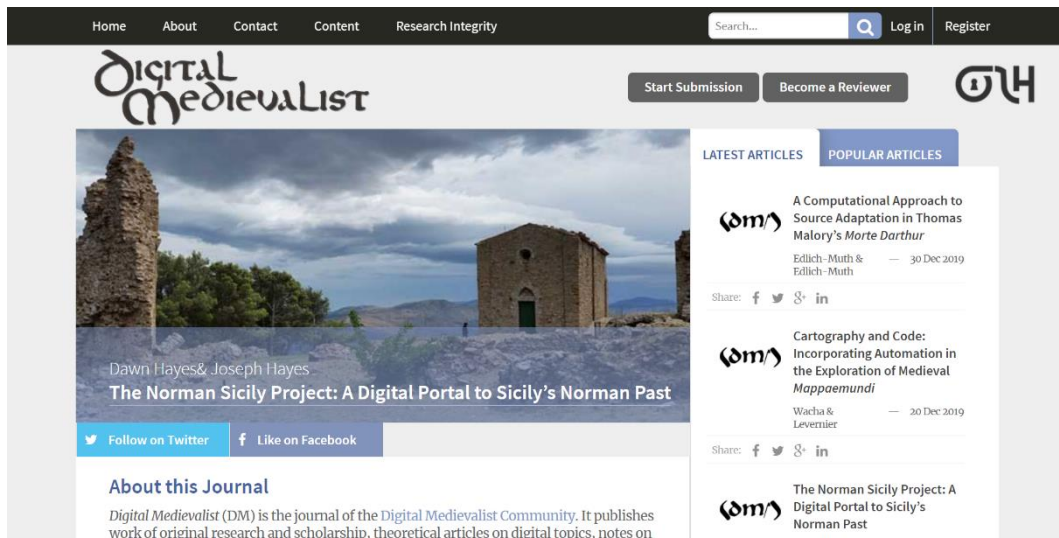 Home About Contact Content Research Integrity Search... Log in Register
Digital
Medievalist
Start Submission Become a Reviewer
OLH
Dawn Hayes& Joseph Hayes
The Norman Sicily Project: A Digital Portal to Sicily's Norman Past
Follow on Twitter f Like on Facebook
About this Journal
Digital Medievalist (DM) is the journal of the Digital Medievalist Community. It publishes
work of original research and scholarship, theoretical articles on digital topics, notes on
LATEST ARTICLES POPULAR ARTICLES
(dm)
A Computational Approach to
Source Adaptation in Thomas
Malory's Morte Darthur
Edlich-Muth & — 30 Dec 2019
Edlich-Muth
Share: f g+ in
(dm)
Cartography and Code:
Incorporating Automation in
the Exploration of Medieval
Mappaemundi
Wacha & — 20 Dec 2019
Levernier
Share: f g+ in
(dm)
The Norman Sicily Project: A
Digital Portal to Sicily's
Norman Past